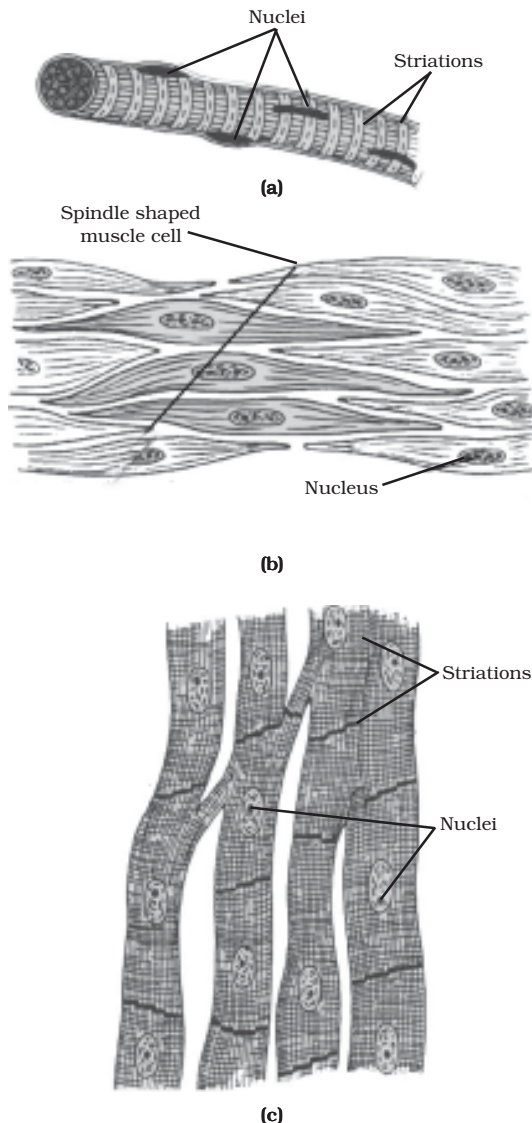 Nuclei
Striations
(a)
Spindle shaped
muscle cell
Nucleus
(b)
Striations
Nuclei
(c)